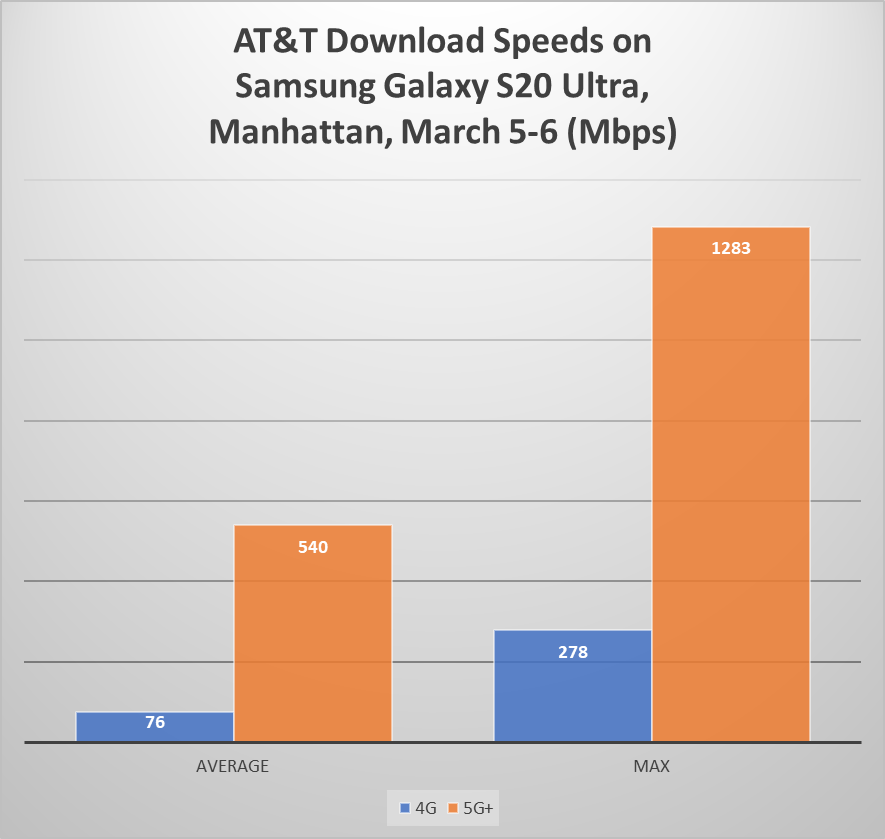 AT&T Download Speeds on
Samsung Galaxy S20 Ultra,
Manhattan, March 5-6 (Mbps)
1283
540
278
76
AVERAGE MAX
4G 5G+